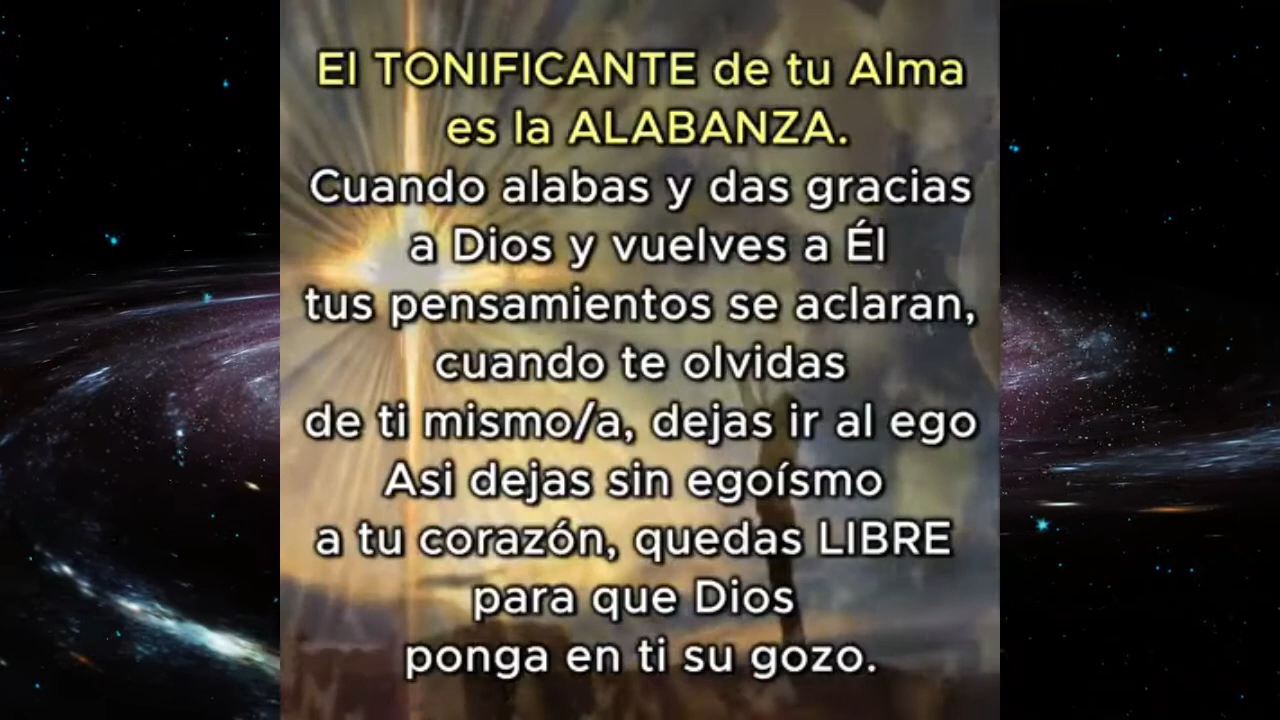 El TONIFICANTE de tu Alma
es la ALABANZA.
Cuando alabas y das gracias
a Dios y vuelves a Él
tus pensamientos se aclaran,
cuando te olvidas
de ti mismo/a, dejas ir al ego
Asi dejas sin egoísmo
a tu corazón, quedas LIBRE
para que Dios
ponga en ti su gozo.